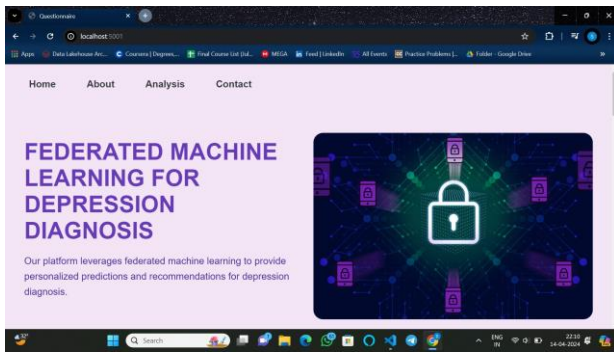 Questionnaire
localhost:5001
Apps Data Lakehouse Arc... Coursera | Degrees,... Final Course List (Jul... MEGA Feed | LinkedIn All Events Practice Problems |... Folder - Google Drive
Home About Analysis Contact
FEDERATED MACHINE
LEARNING FOR
DEPRESSION
DIAGNOSIS
Our platform leverages federated machine learning to provide
personalized predictions and recommendations for depression
diagnosis.
32° Search ENG 22:10
IN 14-04-2024